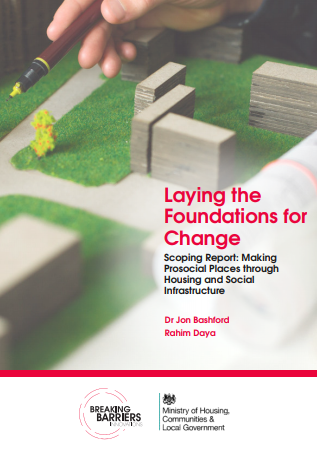 Laying the
Foundations for
Change
Scoping Report: Making
Prosocial Places through
Housing and Social
Infrastructure
Dr Jon Bashford
Rahim Daya
BREAKING
BARRIERS
INNOVATIONS
Ministry of Housing,
Communities &
Local Government